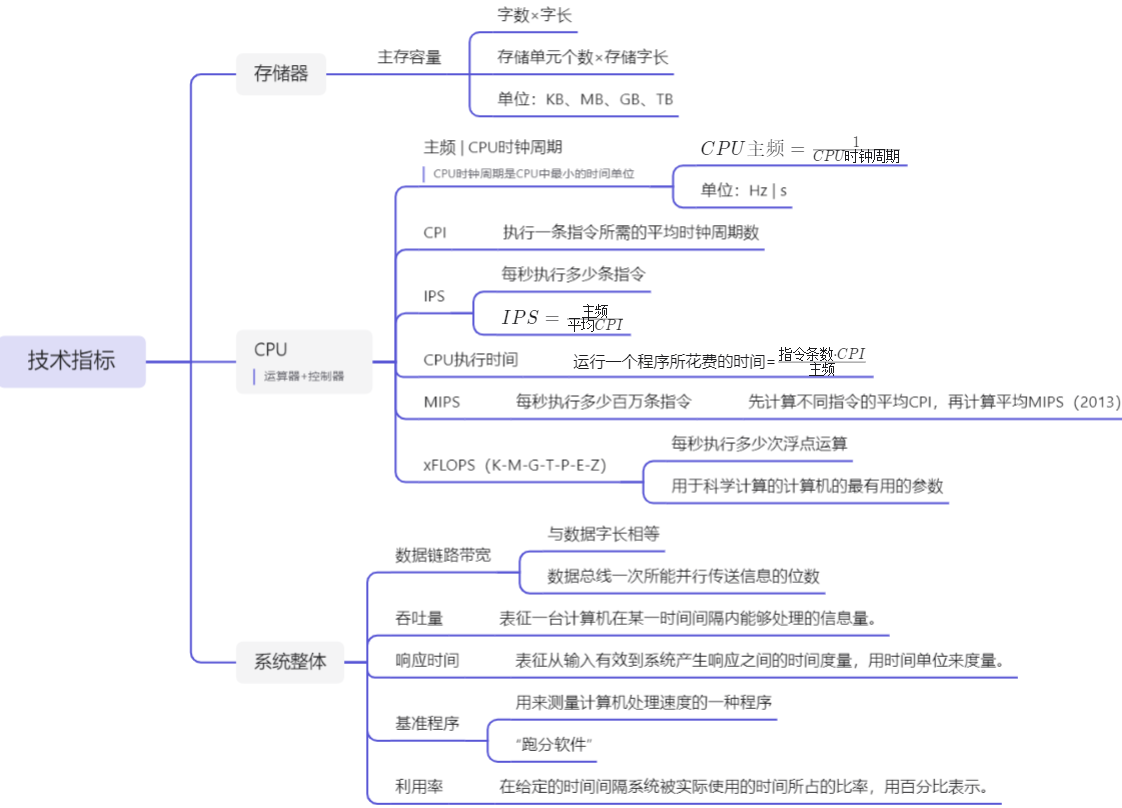 技术指标
存储器
主存容量
字数×字长
存储单元个数×存储字长
单位：KB、MB、GB、TB
CPU
运算器+控制器
主频 | CPU时钟周期
CPU时钟周期是CPU中最小的时间单位
CPU主频 = 1/CPU时钟周期
单位：Hz | s
CPI
执行一条指令所需的平均时钟周期数
IPS
每秒执行多少条指令
IPS = 主频/平均CPI
CPU执行时间
运行一个程序所花费的时间=指令条数·CPI/主频
MIPS
每秒执行多少百万条指令
先计算不同指令的平均CPI，再计算平均MIPS（2013）
xFLOPS（K-M-G-T-P-E-Z）
每秒执行多少次浮点运算
用于科学计算的计算机的最有用的参数
系统整体
数据链路带宽
与数据字长相等
数据总线一次所能并行传送信息的位数
吞吐量
表征一台计算机在某一时间间隔内能够处理的信息量。
响应时间
表征从输入有效到系统产生响应之间的时间度量，用时间单位来度量。
基准程序
用来测量计算机处理速度的一种程序
“跑分软件”
利用率
在给定的时间间隔系统被实际使用的时间所占的比率，用百分比表示。